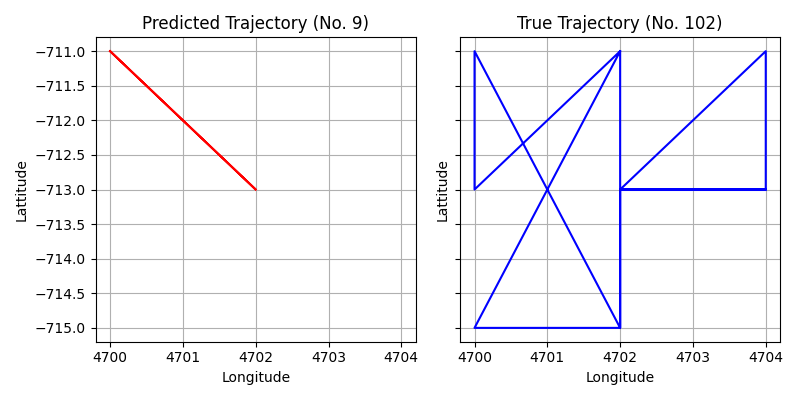 Predicted Trajectory (No. 9)
True Trajectory (No. 102)
−711.0
−711.5
−712.0
−712.5
−713.0
−713.5
−714.0
−714.5
−715.0
Lattitude
Lattitude
4700 4701 4702 4703 4704
4700 4701 4702 4703 4704
Longitude
Longitude